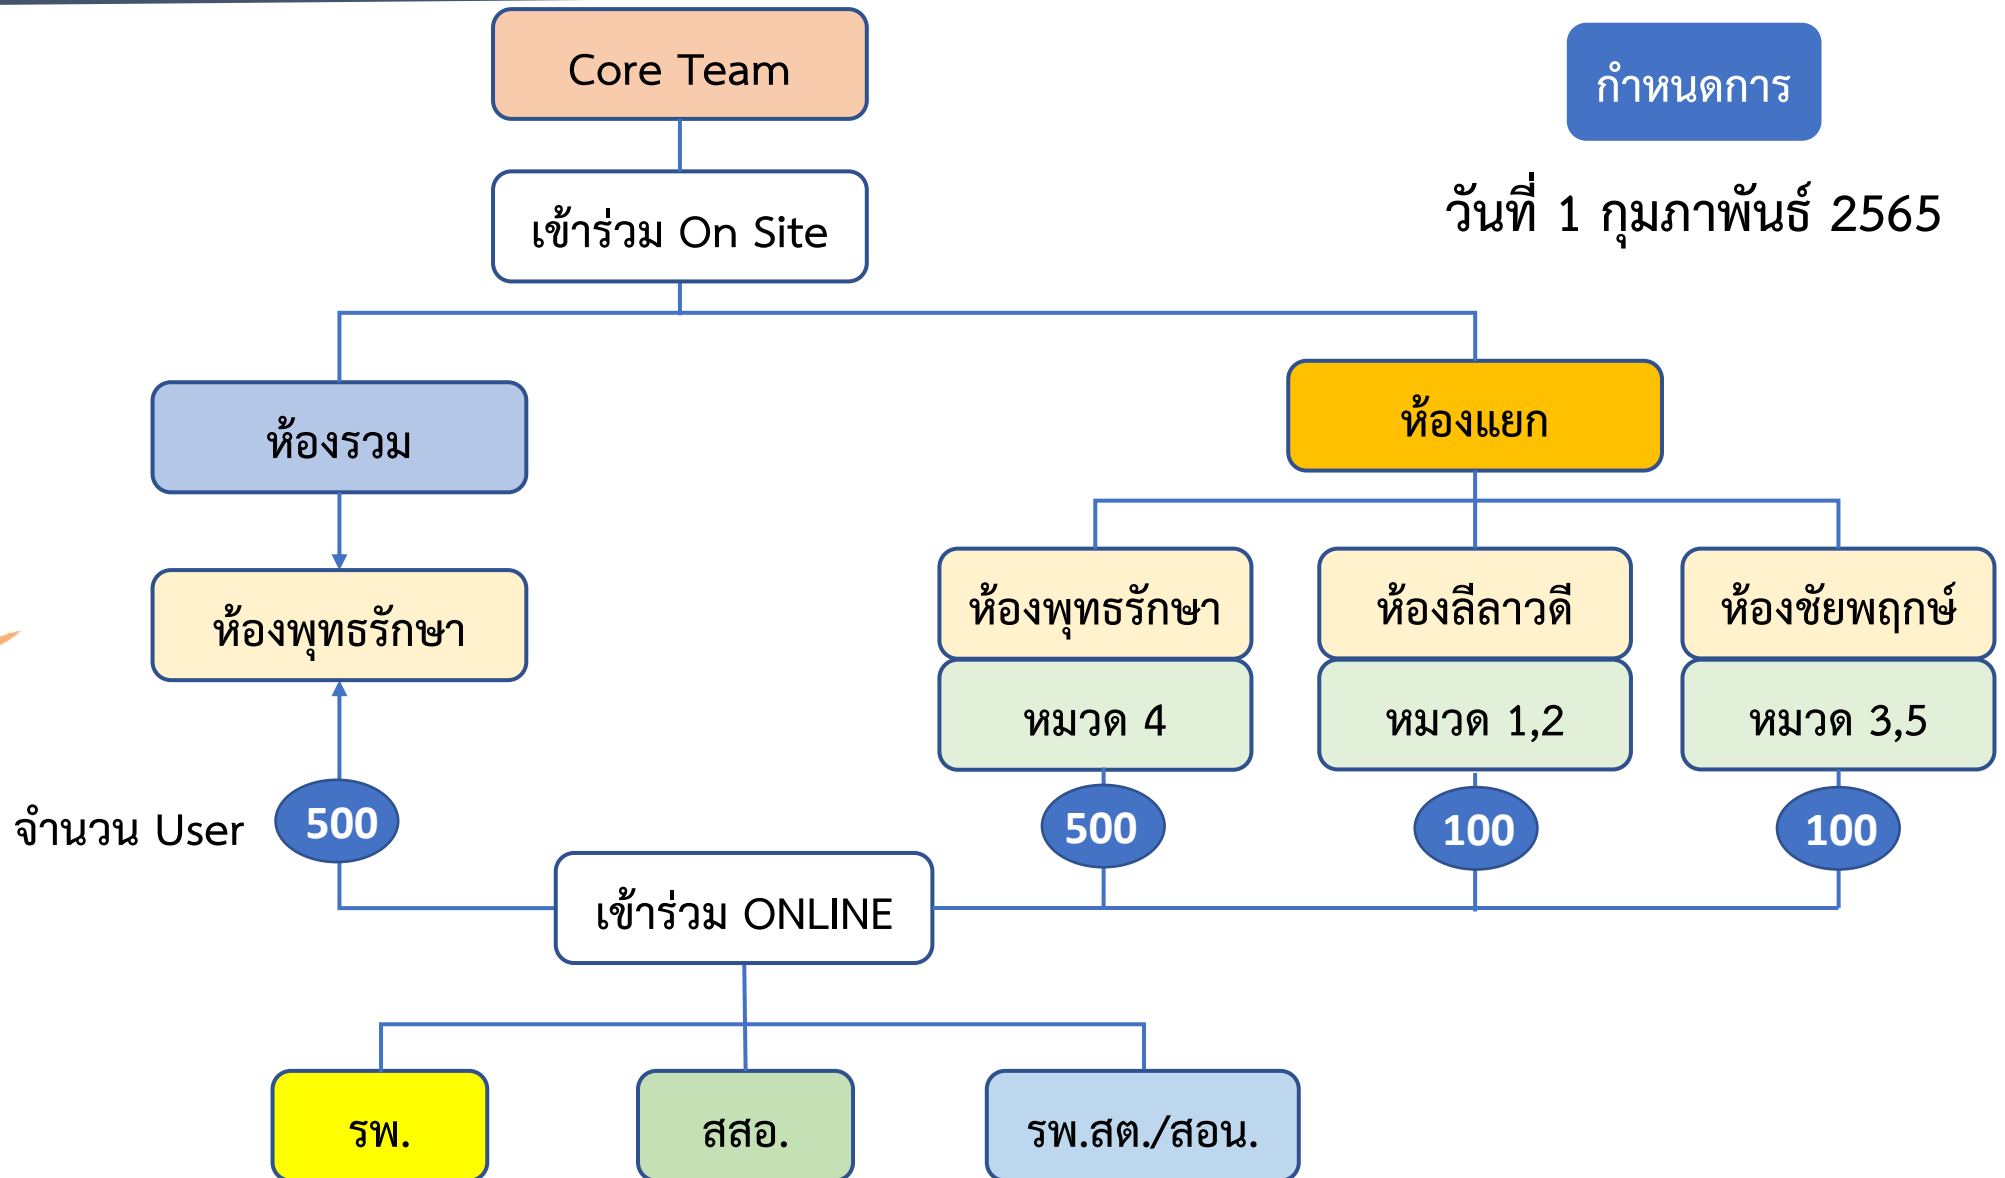 Core Team
กำหนดการ
วันที่ 1 กุมภาพันธ์ 2565
เข้าร่วม On Site
ห้องรวม
ห้องแยก
ห้องพุทธรักษา
ห้องพุทธรักษา
ห้องลีลาวดี
ห้องชัยพฤกษ์
หมวด 4
หมวด 1,2
หมวด 3,5
จำนวน User
500
500
100
100
เข้าร่วม ONLINE
รพ.
สสอ.
รพ.สต./สอน.